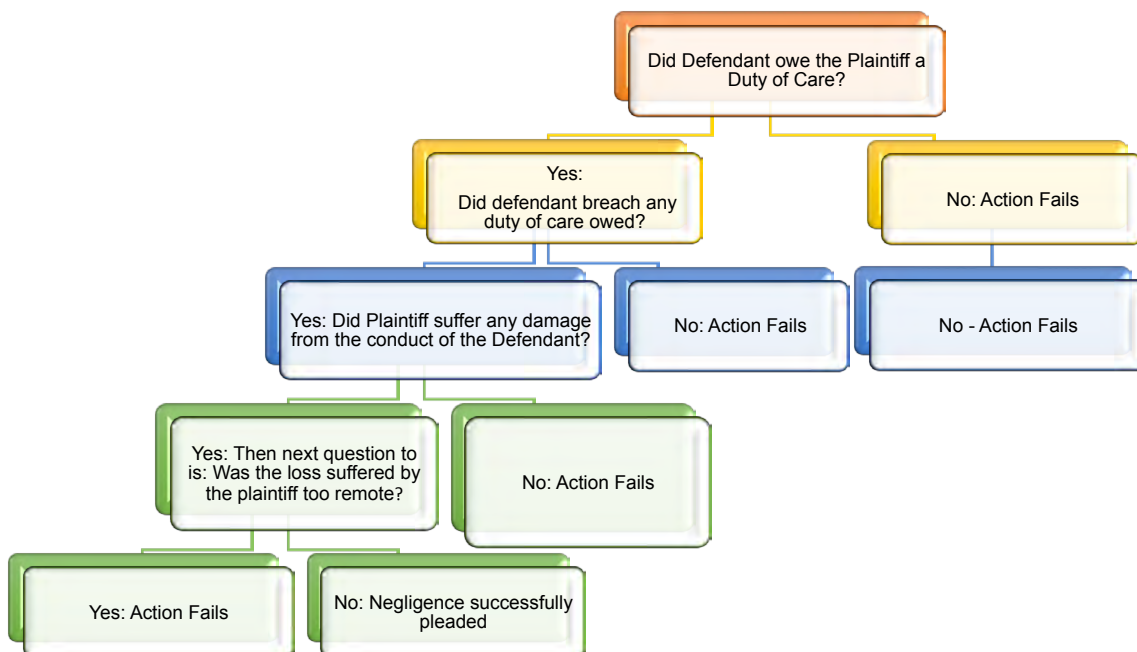 Did Defendant owe the Plaintiff a
Duty of Care?
Yes:
Did defendant breach any
duty of care owed?
No: Action Fails
Yes: Did Plaintiff suffer any damage
from the conduct of the Defendant?
No: Action Fails
No - Action Fails
Yes: Then next question to
is: Was the loss suffered by
the plaintiff too remote?
No: Action Fails
Yes: Action Fails
No: Negligence successfully
pleaded